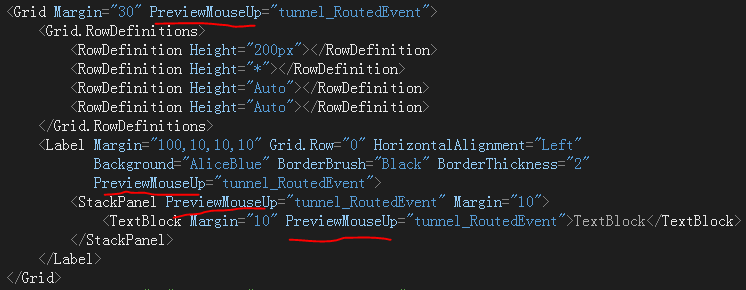 <Grid Margin="30" PreviewMouseUp="tunnel_RoutedEvent">
<Grid.RowDefinitions>
<RowDefinition Height="200px"></RowDefinition>
<RowDefinition Height="*"></RowDefinition>
<RowDefinition Height="Auto"></RowDefinition>
<RowDefinition Height="Auto"></RowDefinition>
</Grid.RowDefinitions>
<Label Margin="100,10,10,10" Grid.Row="0" HorizontalAlignment="Left"
Background="AliceBlue" BorderBrush="Black" BorderThickness="2"
PreviewMouseUp="tunnel_RoutedEvent">
<StackPanel PreviewMouseUp="tunnel_RoutedEvent" Margin="10">
<TextBlock Margin="10" PreviewMouseUp="tunnel_RoutedEvent">TextBlock</TextBlock>
</StackPanel>
</Label>
</Grid>